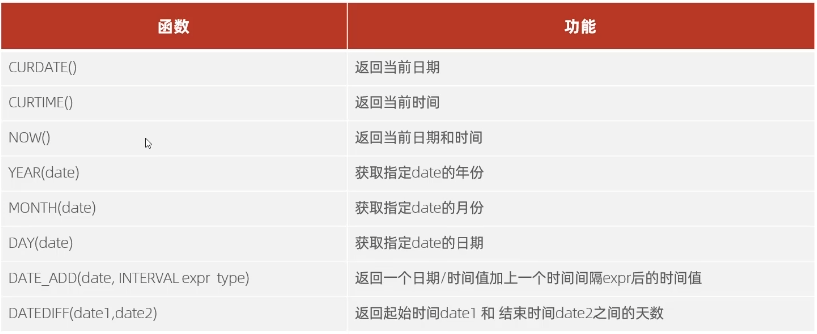 函数 功能
CURDATE() 返回当前日期
CURTIME() 返回当前时间
NOW() 返回当前日期和时间
YEAR(date) 获取指定date的年份
MONTH(date) 获取指定date的月份
DAY(date) 获取指定date的日期
DATE_ADD(date, INTERVAL expr type) 返回一个日期/时间值加上一个时间间隔expr后的时间值
DATEDIFF(date1,date2) 返回起始时间date1 和 结束时间date2之间的天数